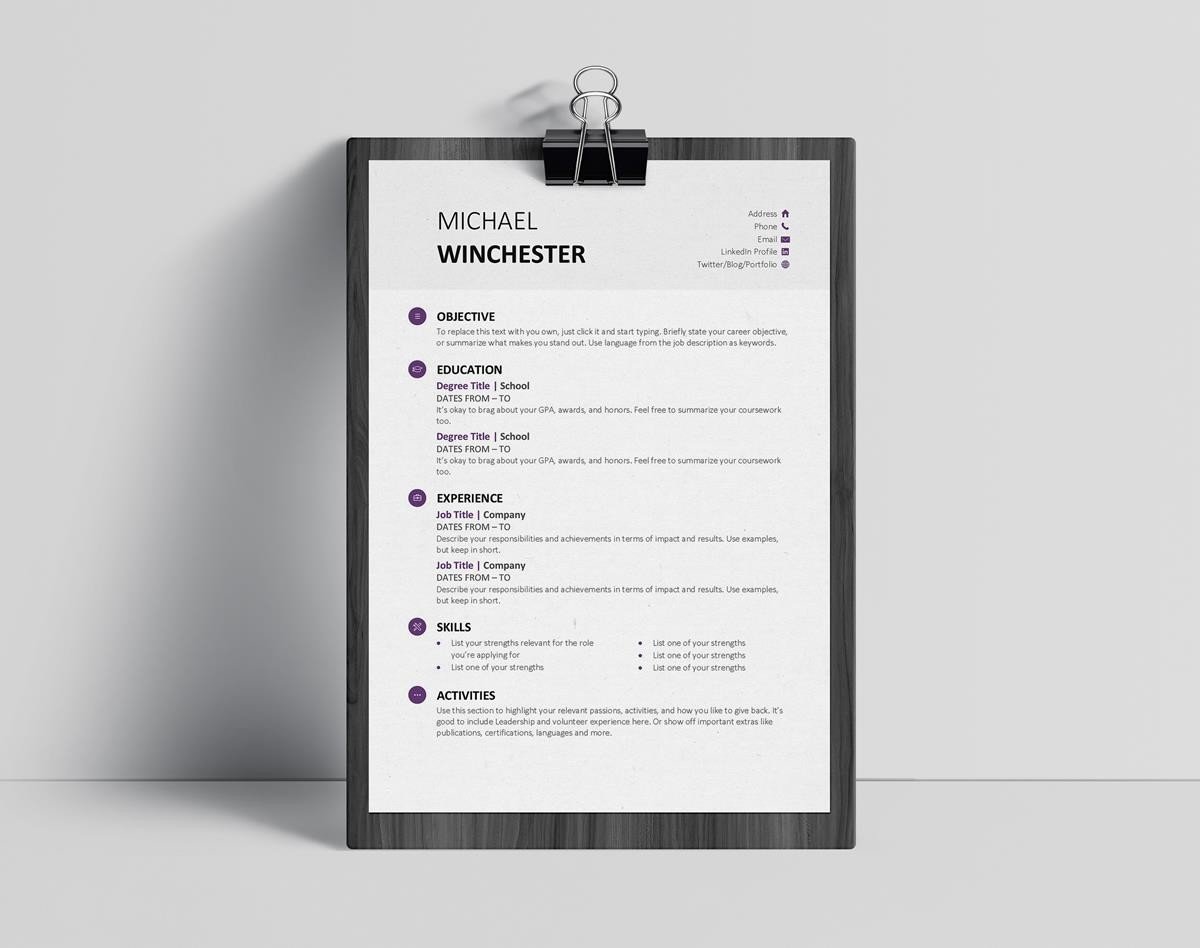 MICHAEL
WINCHESTER
Address
Phone
Email
LinkedIn Profile
Twitter/Blog/Portfolio
OBJECTIVE
To replace this text with you own, just click it and start typing. Briefly state your career objective,
or summarize what makes you stand out. Use language from the job description as keywords.
EDUCATION
Degree Title | School
DATES FROM – TO
It's okay to brag about your GPA, awards, and honors. Feel free to summarize your coursework
too.
Degree Title | School
DATES FROM – TO
It's okay to brag about your GPA, awards, and honors. Feel free to summarize your coursework
too.
EXPERIENCE
Job Title | Company
DATES FROM – TO
Describe your responsibilities and achievements in terms of impact and results. Use examples,
but keep in short.
Job Title | Company
DATES FROM – TO
Describe your responsibilities and achievements in terms of impact and results. Use examples,
but keep in short.
SKILLS
• List your strengths relevant for the role
you're applying for
• List one of your strengths
• List one of your strengths
• List one of your strengths
• List one of your strengths
ACTIVITIES
Use this section to highlight your relevant passions, activities, and how you like to give back. It's
good to include Leadership and volunteer experience here. Or show off important extras like
publications, certifications, languages and more.